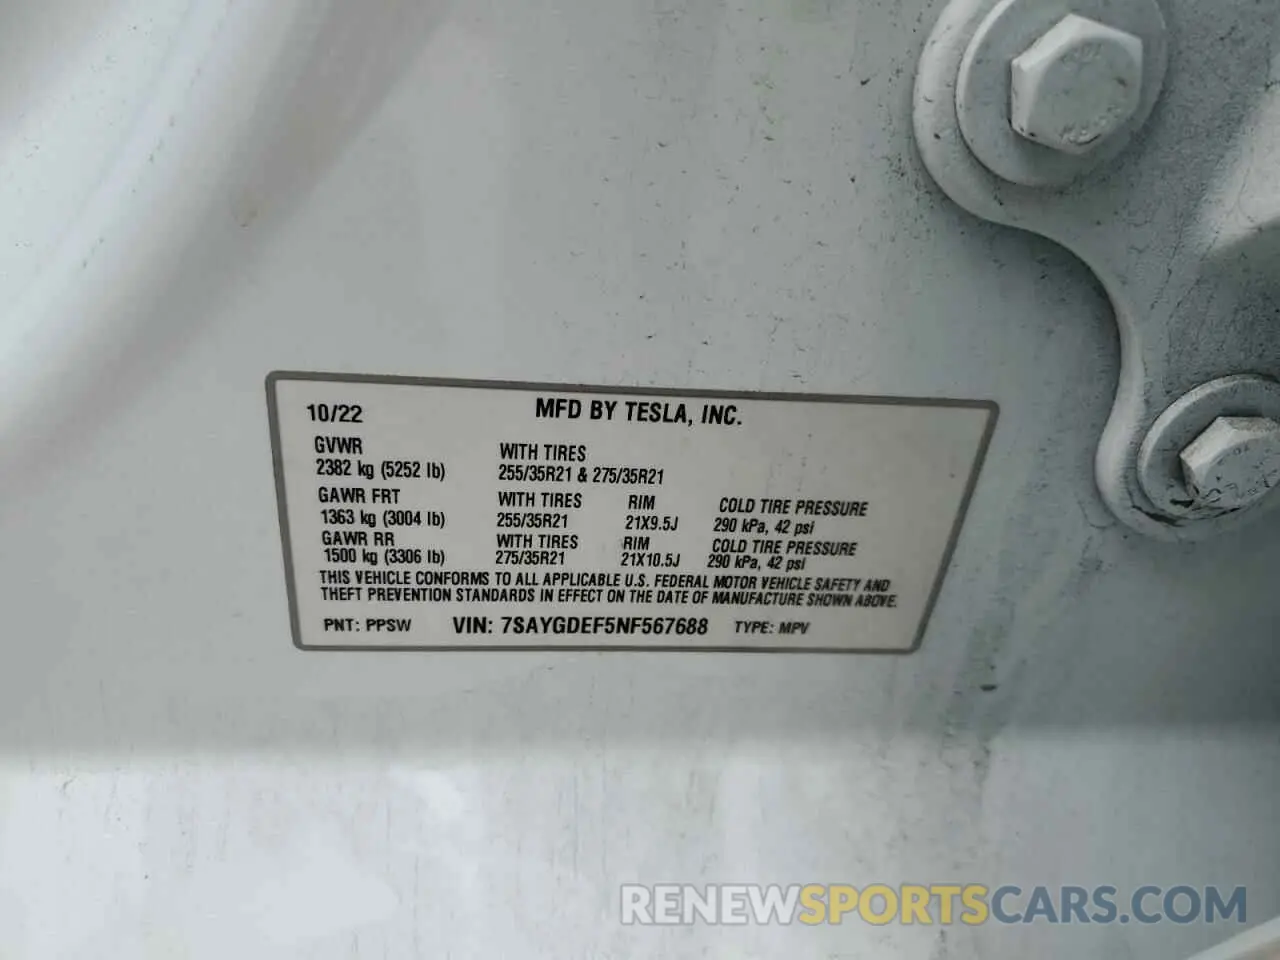 10/22 MFD BY TESLA, INC.
GVWR WITH TIRES
2382 kg (5252 lb) 255/35R21 & 275/35R21
GAWR FRT WITH TIRES RIM COLD TIRE PRESSURE
1363 kg (3004 lb) 255/35R21 21X9.5J 290 kPa, 42 psi
GAWR RR WITH TIRES RIM COLD TIRE PRESSURE
1500 kg (3306 lb) 275/35R21 21X10.5J 290 kPa, 42 psi
THIS VEHICLE CONFORMS TO ALL APPLICABLE U.S. FEDERAL MOTOR VEHICLE SAFETY AND
THEFT PREVENTION STANDARDS IN EFFECT ON THE DATE OF MANUFACTURE SHOWN ABOVE.
PNT: PPSW VIN: 7SAYGDEF5NF567688 TYPE: MPV
RENEWSPORTSCARS.COM